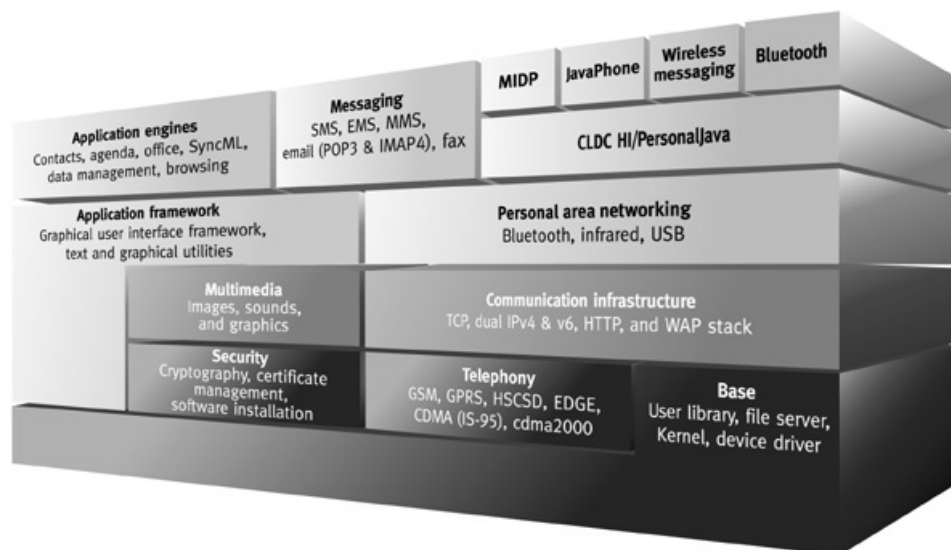 MIDP
JavaPhone
Wireless
messaging
Bluetooth
Application engines
Contacts, agenda, office, SyncML,
data management, browsing
Messaging
SMS, EMS, MMS,
email (POP3 & IMAP4), fax
CLDC HI/PersonalJava
Application framework
Graphical user interface framework,
text and graphical utilities
Personal area networking
Bluetooth, infrared, USB
Multimedia
Images, sounds,
and graphics
Communication infrastructure
TCP, dual IPv4 & v6, HTTP, and WAP stack
Security
Cryptography, certificate
management,
software installation
Telephony
GSM, GPRS, HSCSD, EDGE,
CDMA (IS-95), cdma2000
Base
User library, file server,
Kernel, device driver